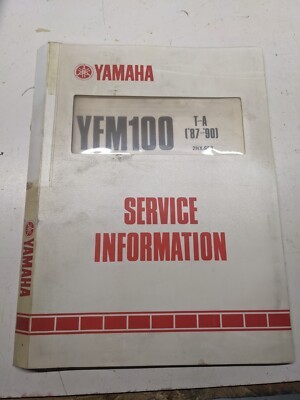 YAMAHA
YFM100
T-A
('87-'90)
SERVICE
INFORMATION
YAMAHA